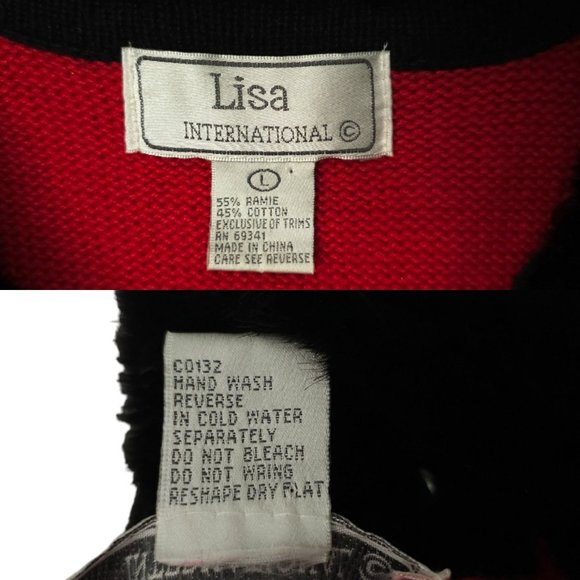 Lisa
INTERNATIONAL ©
L
55% RAMIE
45% COTTON
EXCLUSIVE OF TRIMS
RN 69341
MADE IN CHINA
CARE SEE REVERSE
C0132
HAND WASH
REVERSE
IN COLD WATER
SEPARATELY
DO NOT BLEACH
DO NOT WRING
RESHAPE DRY FLAT